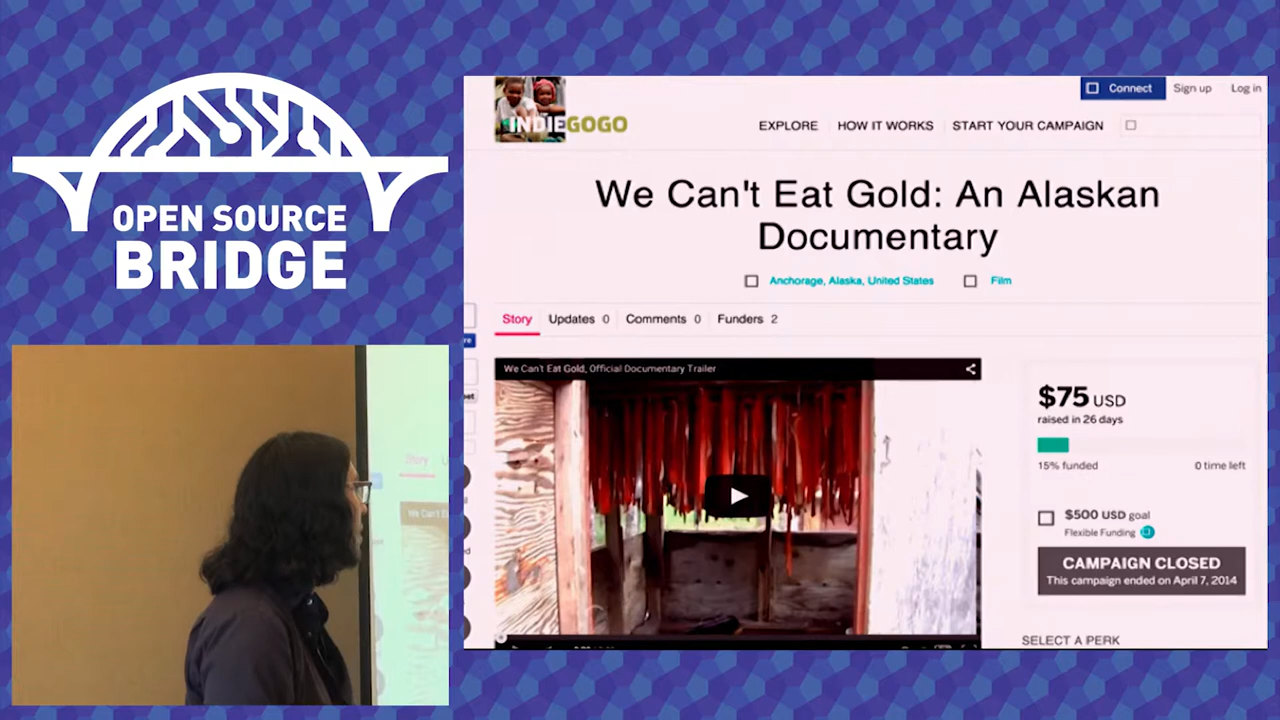 OPEN SOURCE
BRIDGE
INDIEGOGO
Connect
Sign up
Log in
EXPLORE
HOW IT WORKS
START YOUR CAMPAIGN
We Can't Eat Gold: An Alaskan
Documentary
Anchorage, Alaska, United States
Film
Story
Updates 0
Comments 0
Funders 2
We Can't Eat Gold, Official Documentary Trailer
$75 USD
raised in 26 days
15% funded
0 time left
$500 USD goal
Flexible Funding
CAMPAIGN CLOSED
This campaign ended on April 7, 2014
SELECT A PERK
Story
We Can't E